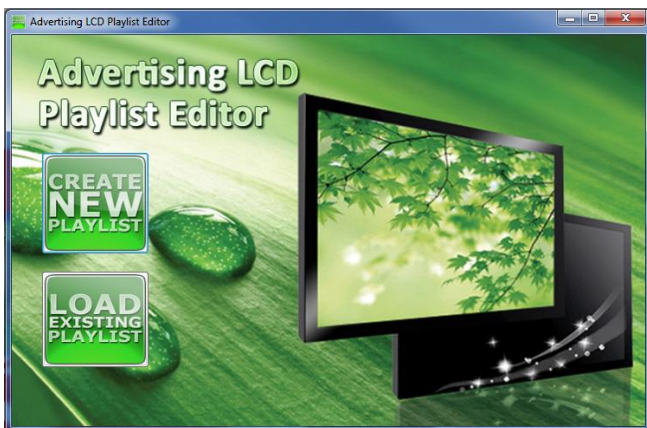 Advertising LCD Playlist Editor
Advertising LCD
Playlist Editor
CREATE
NEW
PLAYLIST
LOAD
EXISTING
PLAYLIST